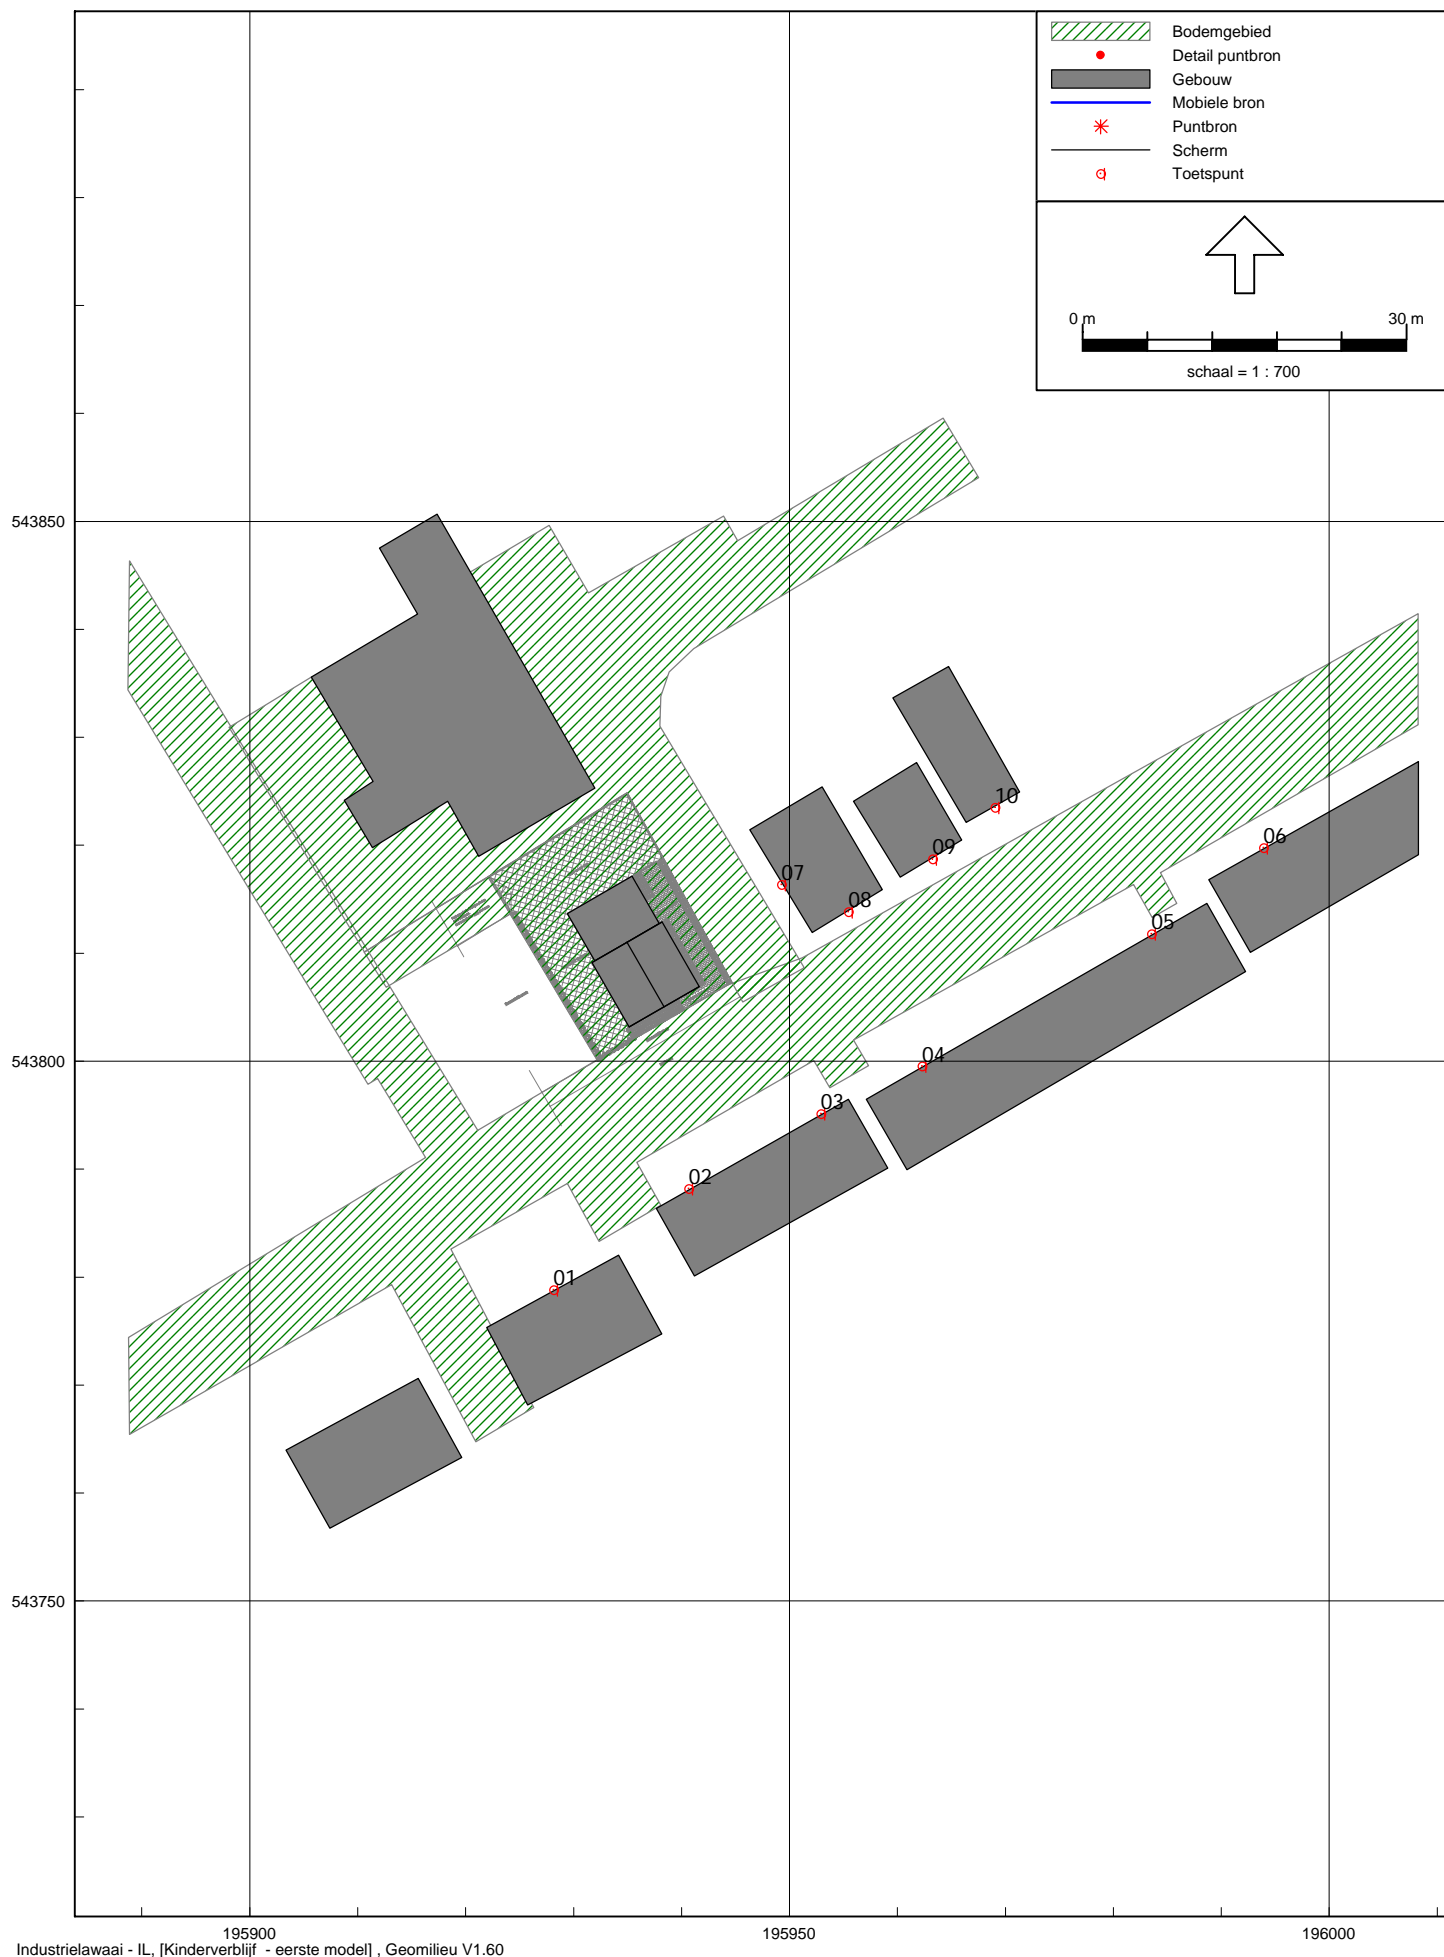 Bodemgebied
Detail puntbron
Gebouw
Mobiele bron
Puntbron
Scherm
Toetspunt
0 m 30 m
schaal = 1 : 700
543850
10
06
07
08
09
05
543800
04
03
02
01
543750
195900 195950 196000
Industrielawaai - IL, [Kinderverblijf - eerste model] , Geomilieu V1.60